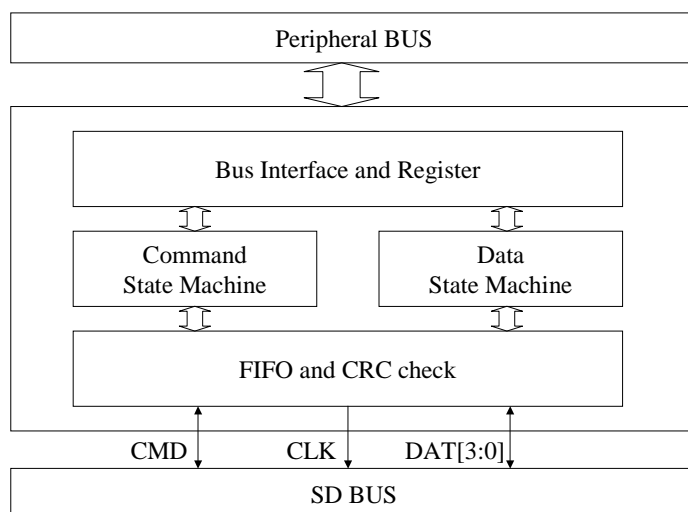 Peripheral BUS
Bus Interface and Register
Command
State Machine
Data
State Machine
FIFO and CRC check
CMD
CLK
DAT[3:0]
SD BUS